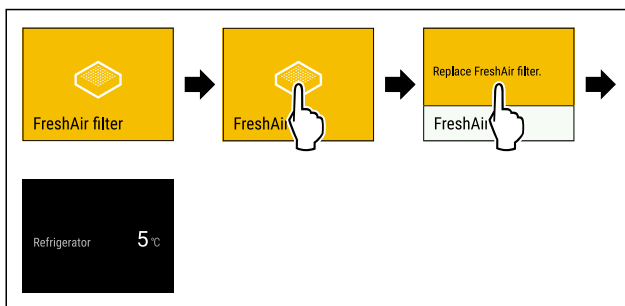 FreshAir filter
FreshAi
Replace FreshAir filter.
FreshAi
Refrigerator 5 °C